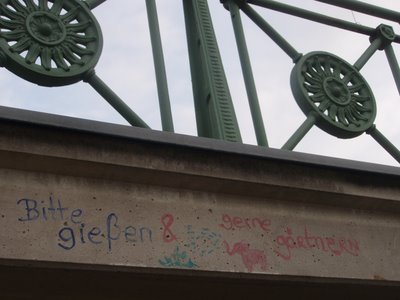 Bitte
gießen & gerne
gärtnern